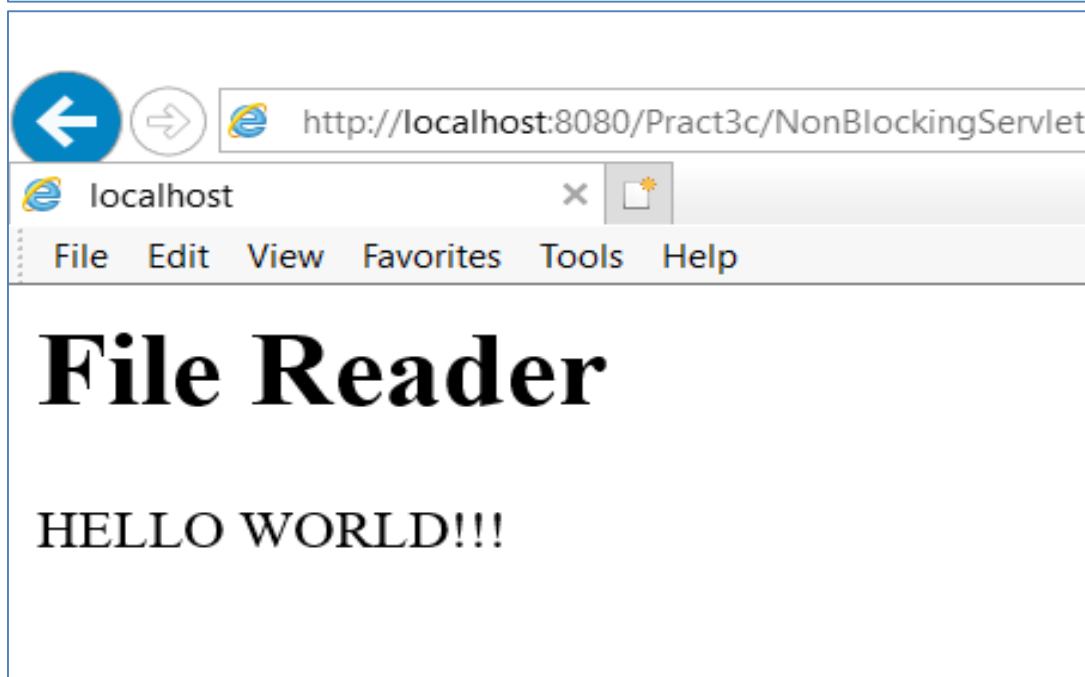 http://localhost:8080/Pract3c/NonBlockingServlet
localhost
File Edit View Favorites Tools Help
File Reader
HELLO WORLD!!!